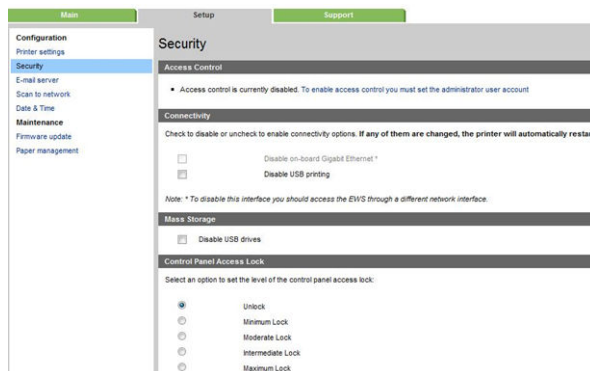 Main Setup Support
Configuration
Printer settings
Security
E-mail server
Scan to network
Date & Time
Maintenance
Firmware update
Paper management
Security
Access Control
Access control is currently disabled. To enable access control you must set the administrator user account
Connectivity
Check to disable or uncheck to enable connectivity options. If any of them are changed, the printer will automatically resta
Disable on-board Gigabit Ethernet *
Disable USB printing
Note: * To disable this interface you should access the EWS through a different network interface.
Mass Storage
Disable USB drives
Control Panel Access Lock
Select an option to set the level of the control panel access lock:
Unlock
Minimum Lock
Moderate Lock
Intermediate Lock
Maximum Lock